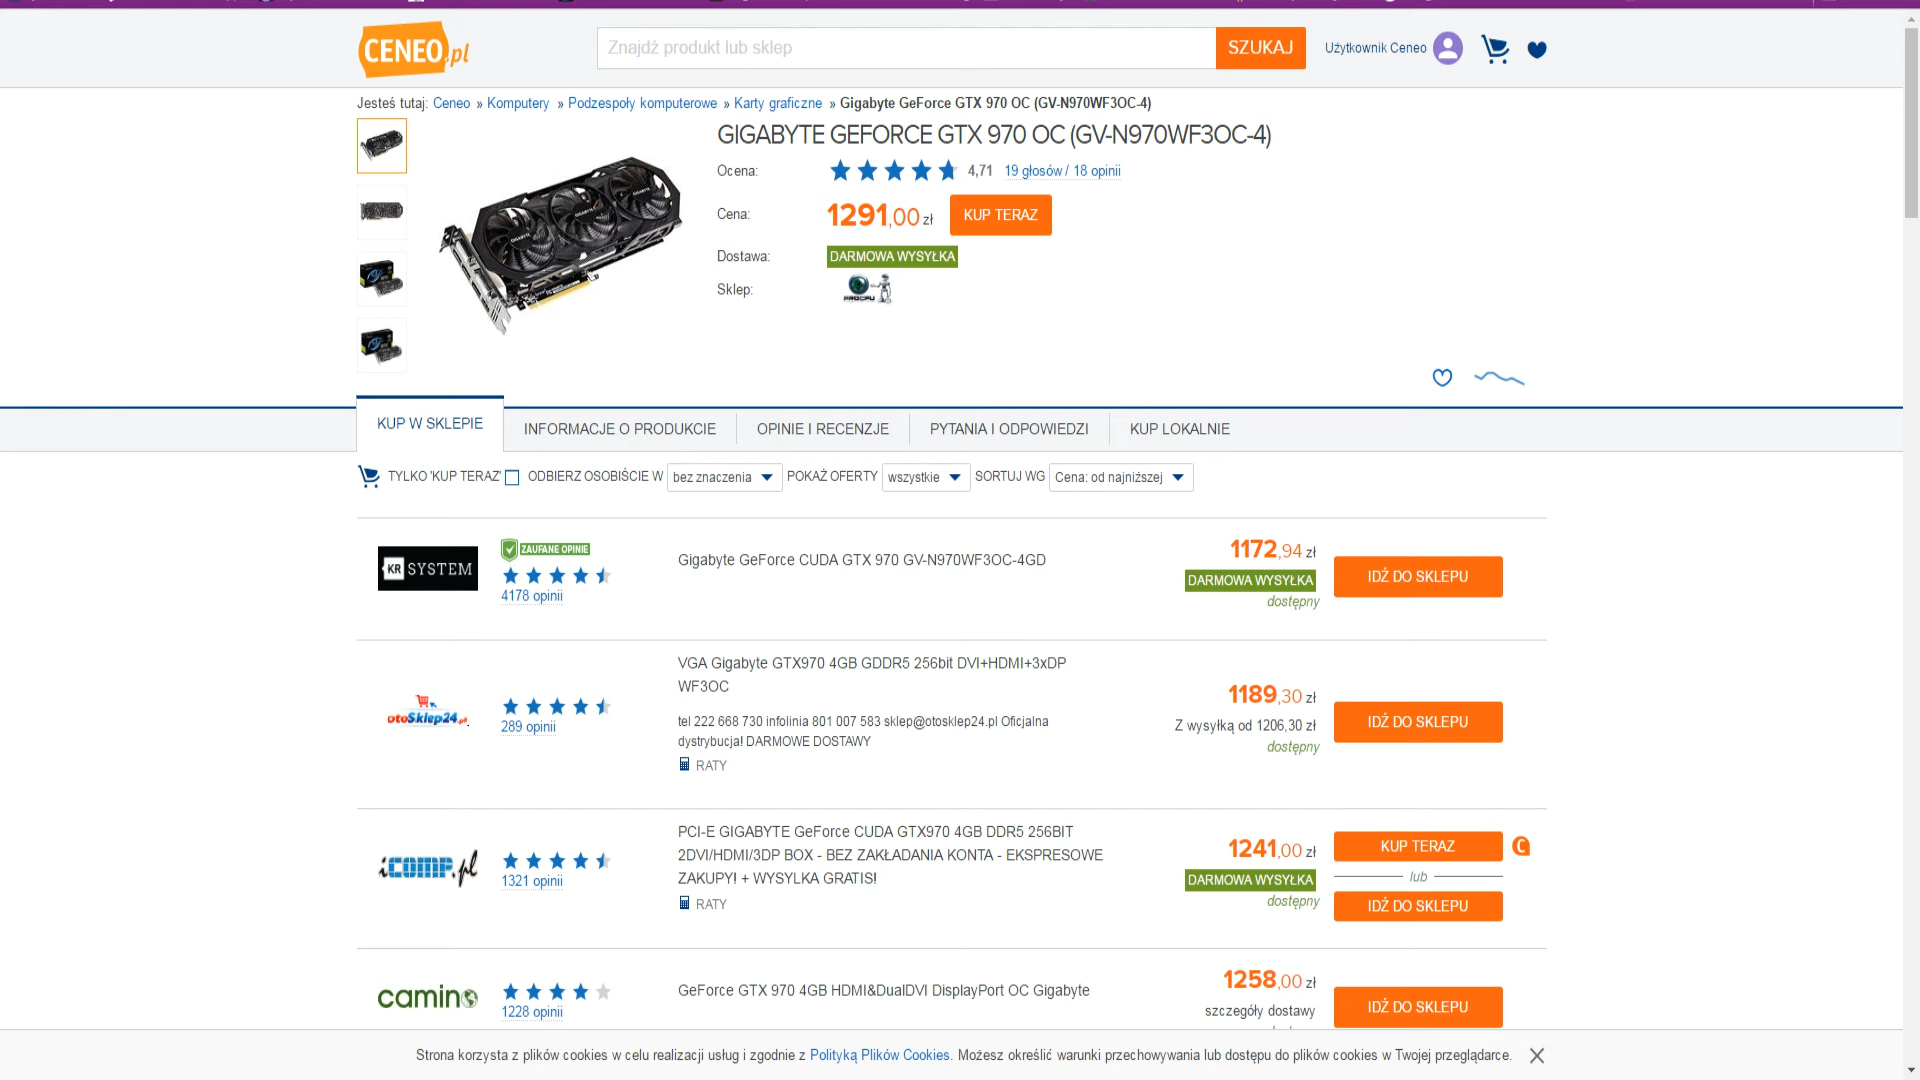 CENEO.pl
Znajdź produkt lub sklep
SZUKAJ
Użytkownik Ceneo
Jesteś tutaj: Ceneo » Komputery » Podzespoły komputerowe » Karty graficzne » Gigabyte GeForce GTX 970 OC (GV-N970WF3OC-4)
GIGABYTE GEFORCE GTX 970 OC (GV-N970WF3OC-4)
Ocena: 4,71 19 głosów / 18 opinii
Cena: 1291,00 zł KUP TERAZ
Dostawa: DARMOWA WYSYŁKA
Sklep: PROCPU
KUP W SKLEPIE
INFORMACJE O PRODUKCIE
OPINIE I RECENZJE
PYTANIA I ODPOWIEDZI
KUP LOKALNIE
TYLKO 'KUP TERAZ' ODBIERZ OSOBIŚCIE W bez znaczenia POKAŻ OFERTY wszystkie SORTUJ WG Cena: od najniższej
KR SYSTEM
ZAUFANE OPINIE
4178 opinii
Gigabyte GeForce CUDA GTX 970 GV-N970WF3OC-4GD
1172,94 zł
DARMOWA WYSYŁKA
dostępny
IDŹ DO SKLEPU
otoSklep24.pl
289 opinii
VGA Gigabyte GTX970 4GB GDDR5 256bit DVI+HDMI+3xDP
WF3OC
tel 222 668 730 infolinia 801 007 583 sklep@otosklep24.pl Oficjalna
dystrybucja! DARMOWE DOSTAWY
RATY
1189,30 zł
Z wysyłką od 1206,30 zł
dostępny
IDŹ DO SKLEPU
iCOMP.pl
1321 opinii
PCI-E GIGABYTE GeForce CUDA GTX970 4GB DDR5 256BIT
2DVI/HDMI/3DP BOX - BEZ ZAKŁADANIA KONTA - EKSPRESOWE
ZAKUPY! + WYSYLKA GRATIS!
RATY
1241,00 zł
DARMOWA WYSYŁKA
dostępny
KUP TERAZ
lub
IDŹ DO SKLEPU
camino
1228 opinii
GeForce GTX 970 4GB HDMI&DualDVI DisplayPort OC Gigabyte
1258,00 zł
szczegóły dostawy
IDŹ DO SKLEPU
Strona korzysta z plików cookies w celu realizacji usług i zgodnie z Polityką Plików Cookies. Możesz określić warunki przechowywania lub dostępu do plików cookies w Twojej przeglądarce.